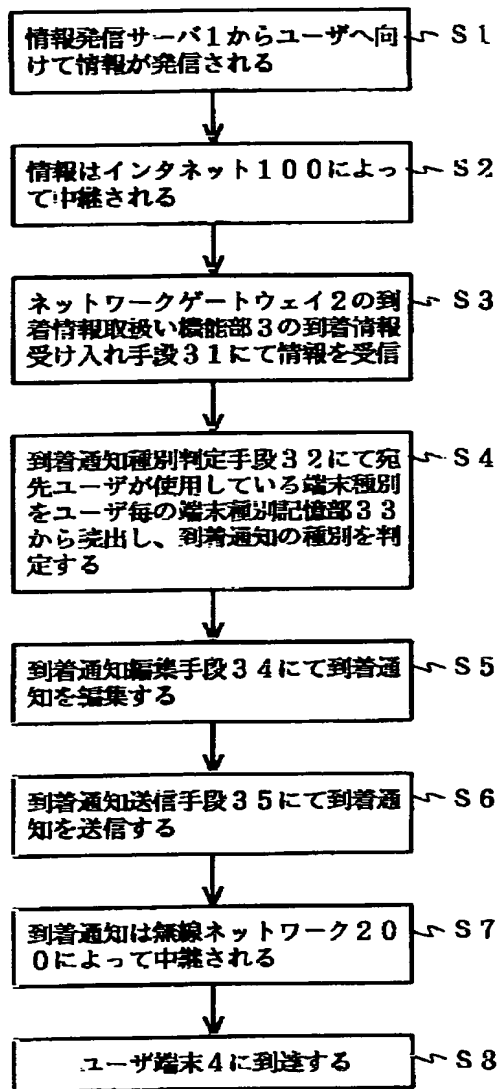 情報発信サーバ1からユーザへ向
けて情報が発信される
S1
情報はインタネット100によっ
て中継される
S2
ネットワークゲートウェイ2の到
着情報取扱い機能部3の到着情報
受け入れ手段31にて情報を受信
S3
到着通知種別判定手段32にて宛
先ユーザが使用している端末種別
をユーザ毎の端末種別記憶部33
から読出し、到着通知の種別を判
定する
S4
到着通知編集手段34にて到着通
知を編集する
S5
到着通知送信手段35にて到着通
知を送信する
S6
到着通知は無線ネットワーク20
0によって中継される
S7
ユーザ端末4に到達する
S8